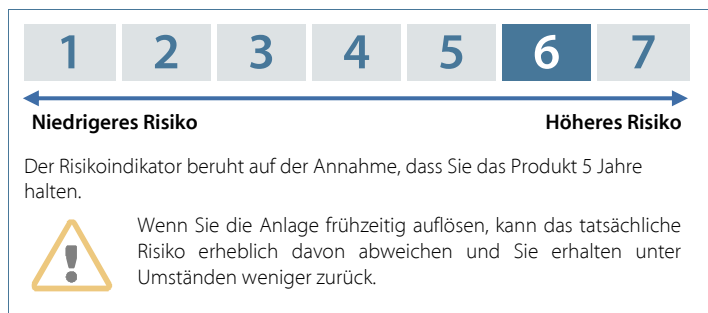 1 2 3 4 5 6 7
Niedrigeres Risiko Höheres Risiko
Der Risikoindikator beruht auf der Annahme, dass Sie das Produkt 5 Jahre
halten.
Wenn Sie die Anlage frühzeitig auflösen, kann das tatsächliche
Risiko erheblich davon abweichen und Sie erhalten unter
Umständen weniger zurück.